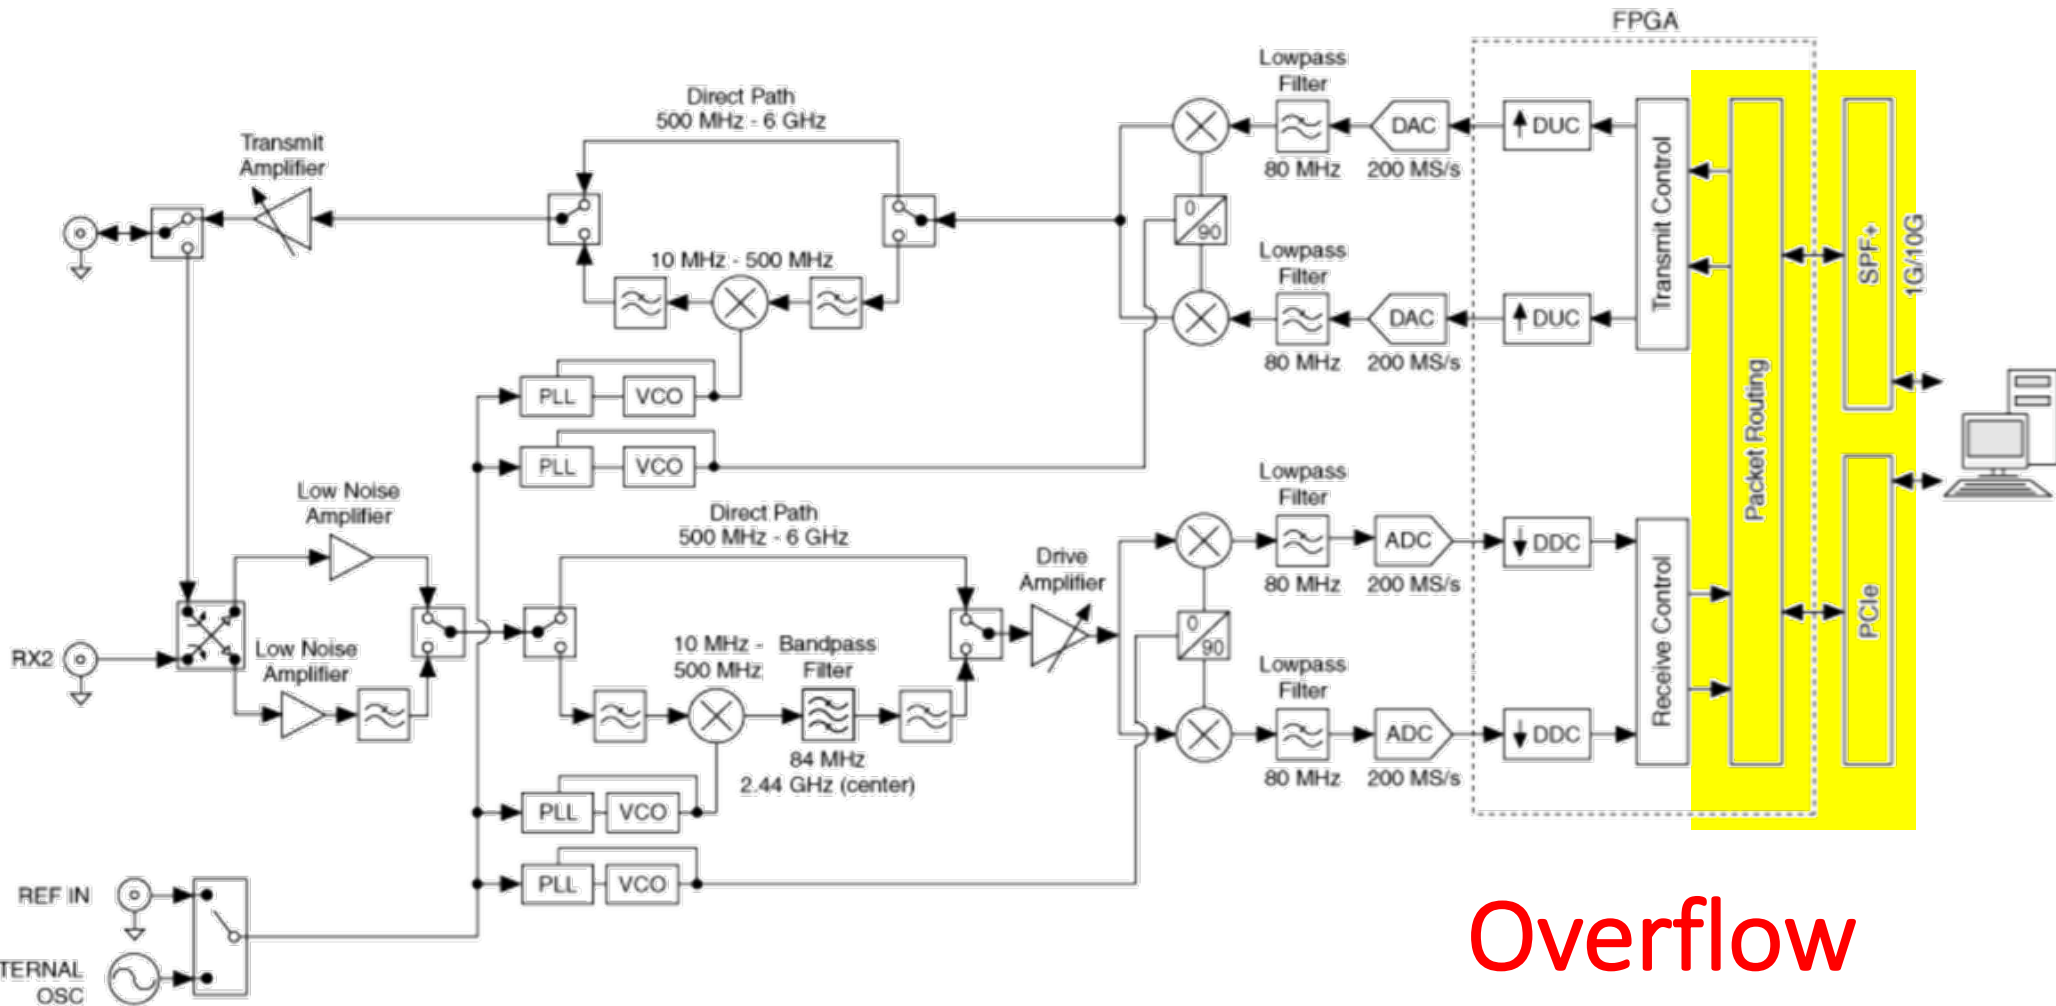 FPGA
Lowpass
Filter
Direct Path
500 MHz - 6 GHz
DAC
DUC
Transmit
Amplifier
80 MHz
200 MS/s
Transmit Control
0
90
SPF+
1G/10G
10 MHz - 500 MHz
Lowpass
Filter
DAC
DUC
80 MHz
200 MS/s
PLL
VCO
Packet Routing
PLL
VCO
Low Noise
Amplifier
Direct Path
500 MHz - 6 GHz
Lowpass
Filter
Drive
Amplifier
ADC
DDC
80 MHz
200 MS/s
PCIe
Receive Control
0
90
RX2
Low Noise
Amplifier
10 MHz -
500 MHz
Bandpass
Filter
Lowpass
Filter
ADC
DDC
84 MHz
2.44 GHz (center)
80 MHz
200 MS/s
PLL
VCO
PLL
VCO
REF IN
TERNAL
OSC
Overflow